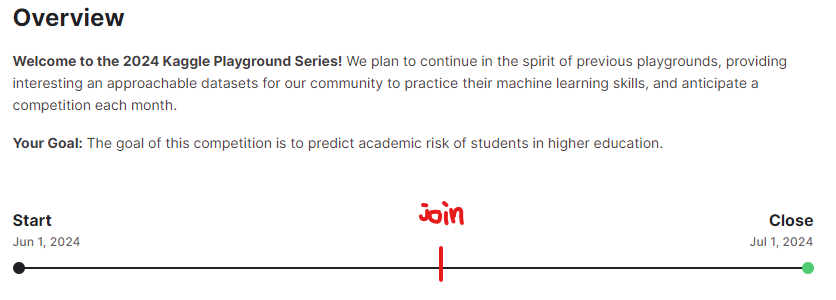 Overview
Welcome to the 2024 Kaggle Playground Series! We plan to continue in the spirit of previous playgrounds, providing
interesting an approachable datasets for our community to practice their machine learning skills, and anticipate a
competition each month.
Your Goal: The goal of this competition is to predict academic risk of students in higher education.
join
Start Close
Jun 1, 2024 Jul 1, 2024